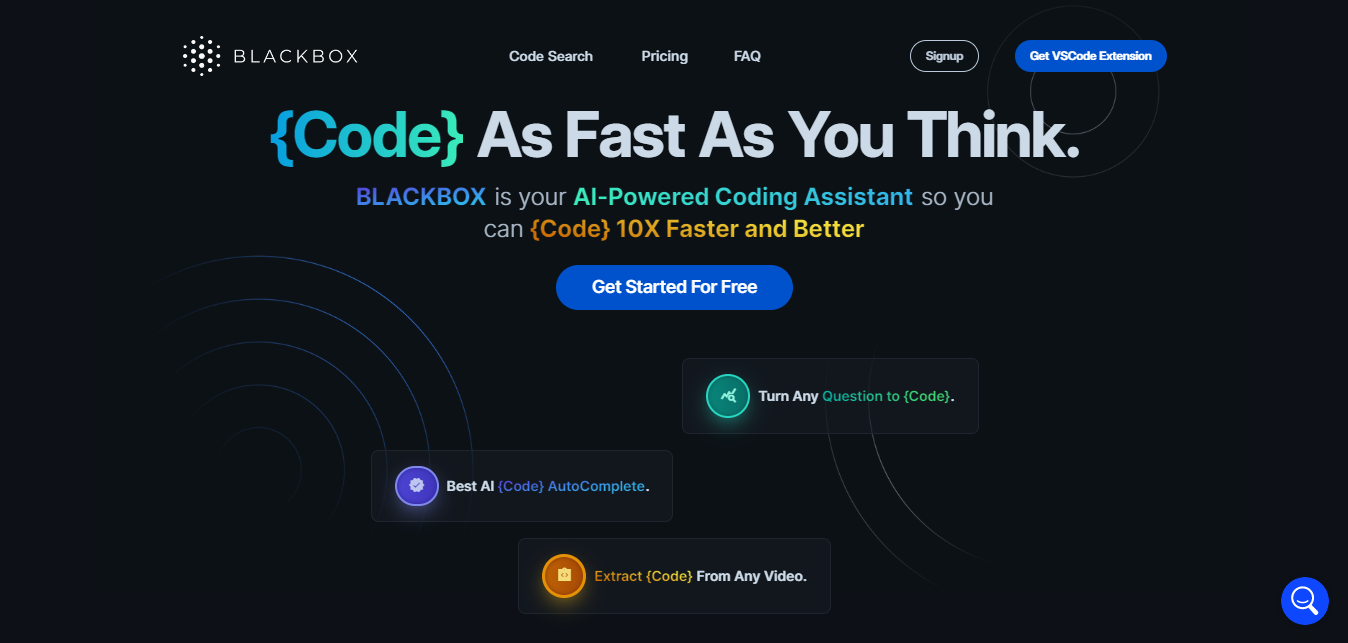 BLACKBOX
Code Search
Pricing
FAQ
Signup
Get VSCode Extension
{Code} As Fast As You Think.
BLACKBOX is your AI-Powered Coding Assistant so you
can {Code} 10X Faster and Better
Get Started For Free
Turn Any Question to {Code}.
Best AI {Code} AutoComplete.
Extract {Code} From Any Video.